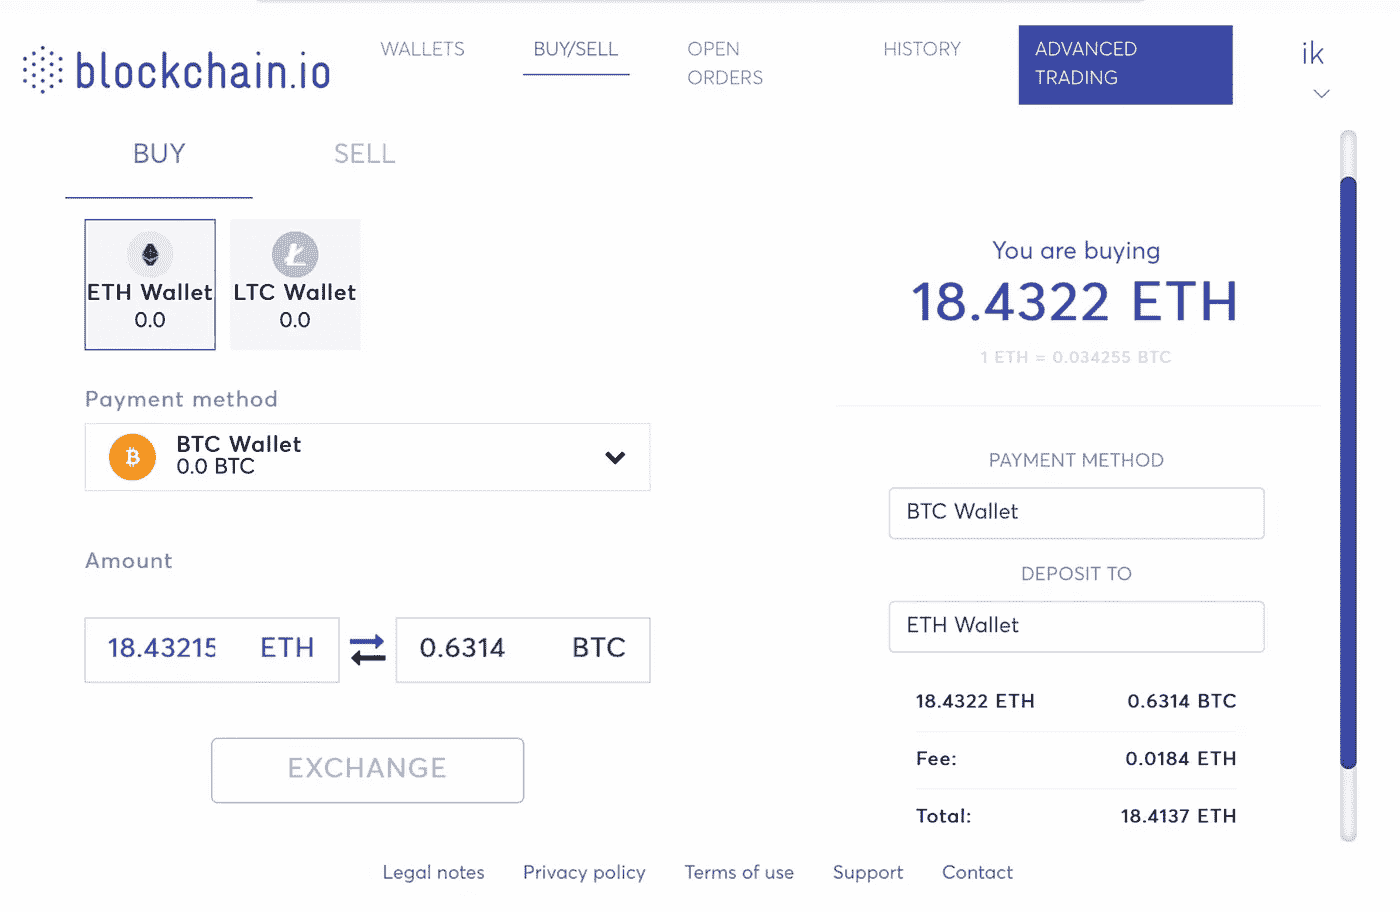 blockchain.io
WALLETS
BUY/SELL
OPEN
ORDERS
HISTORY
ADVANCED
TRADING
ik
BUY
SELL
ETH Wallet
0.0
LTC Wallet
0.0
Payment method
BTC Wallet
0.0 BTC
Amount
18.43215 ETH
0.6314 BTC
EXCHANGE
You are buying
18.4322 ETH
1 ETH = 0.034255 BTC
PAYMENT METHOD
BTC Wallet
DEPOSIT TO
ETH Wallet
18.4322 ETH 0.6314 BTC
Fee: 0.0184 ETH
Total: 18.4137 ETH
Legal notes Privacy policy Terms of use Support Contact